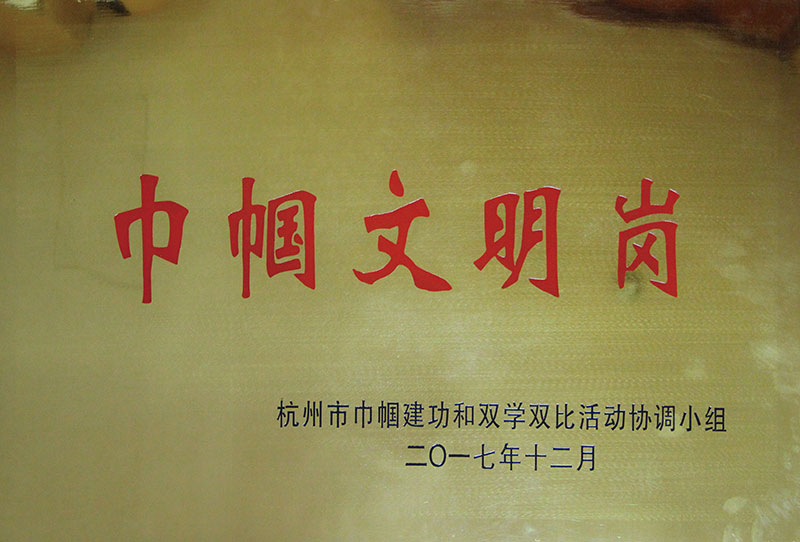 巾帼文明岗
杭州市巾帼建功和双学双比活动协调小组
二〇一七年十二月